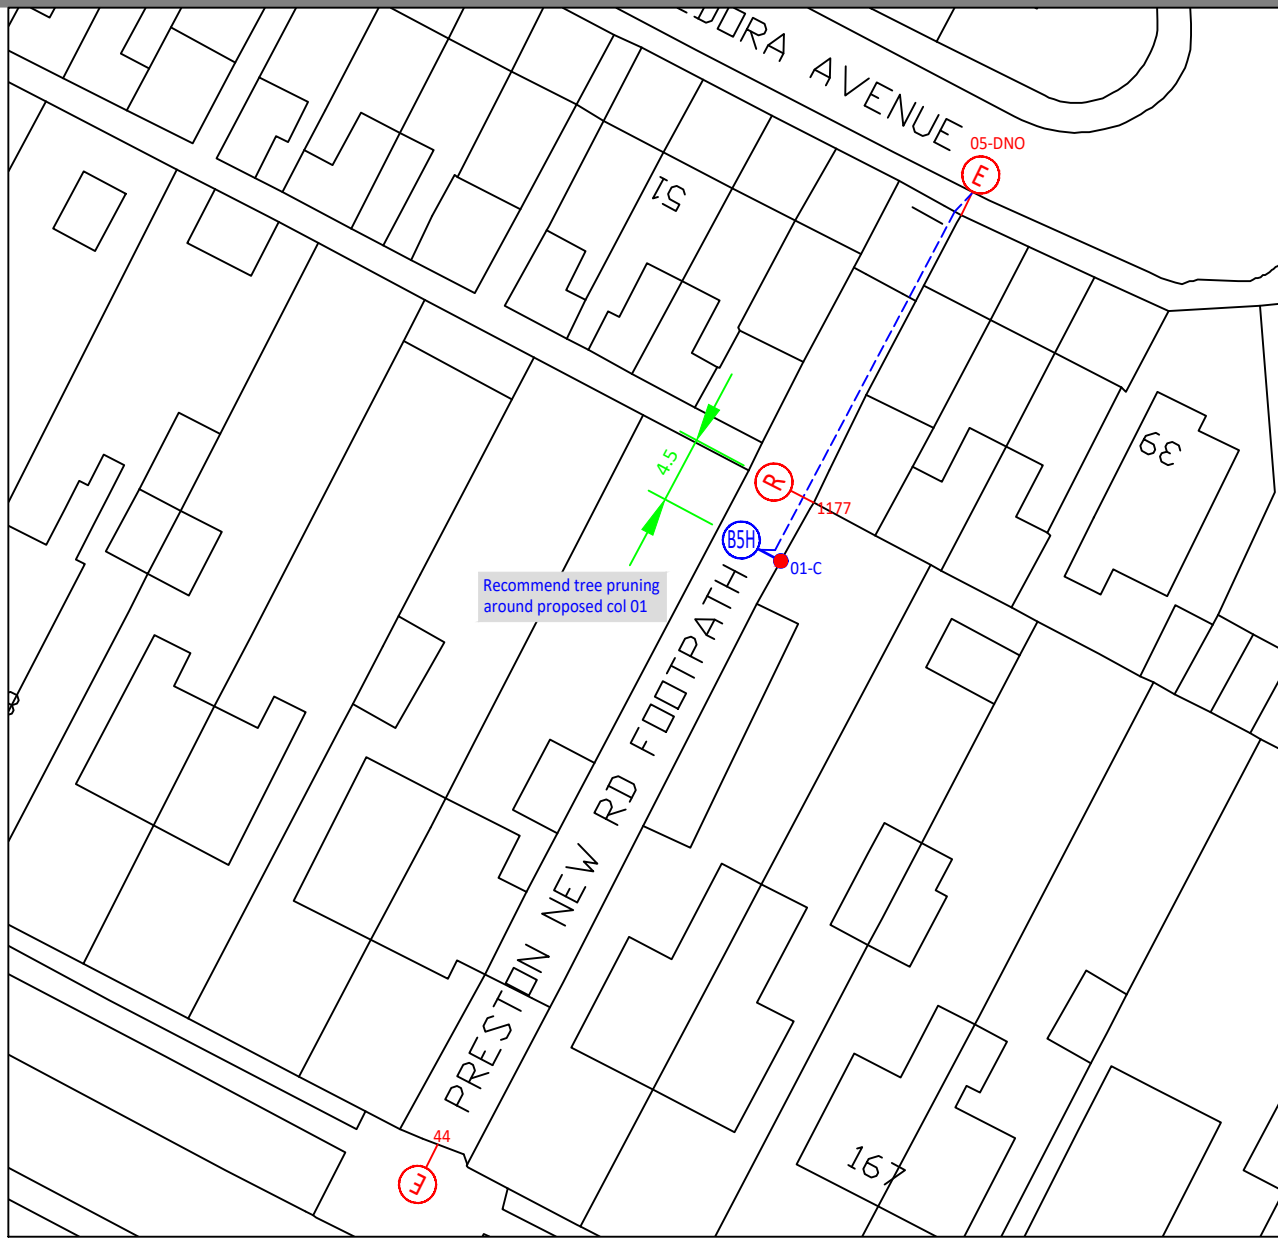 DORA AVENUE
05-DNO
E
51
39
4.5
R
1177
B5H
01-C
Recommend tree pruning
around proposed col 01
PRESTON NEW RD FOOTPATH
44
E
167